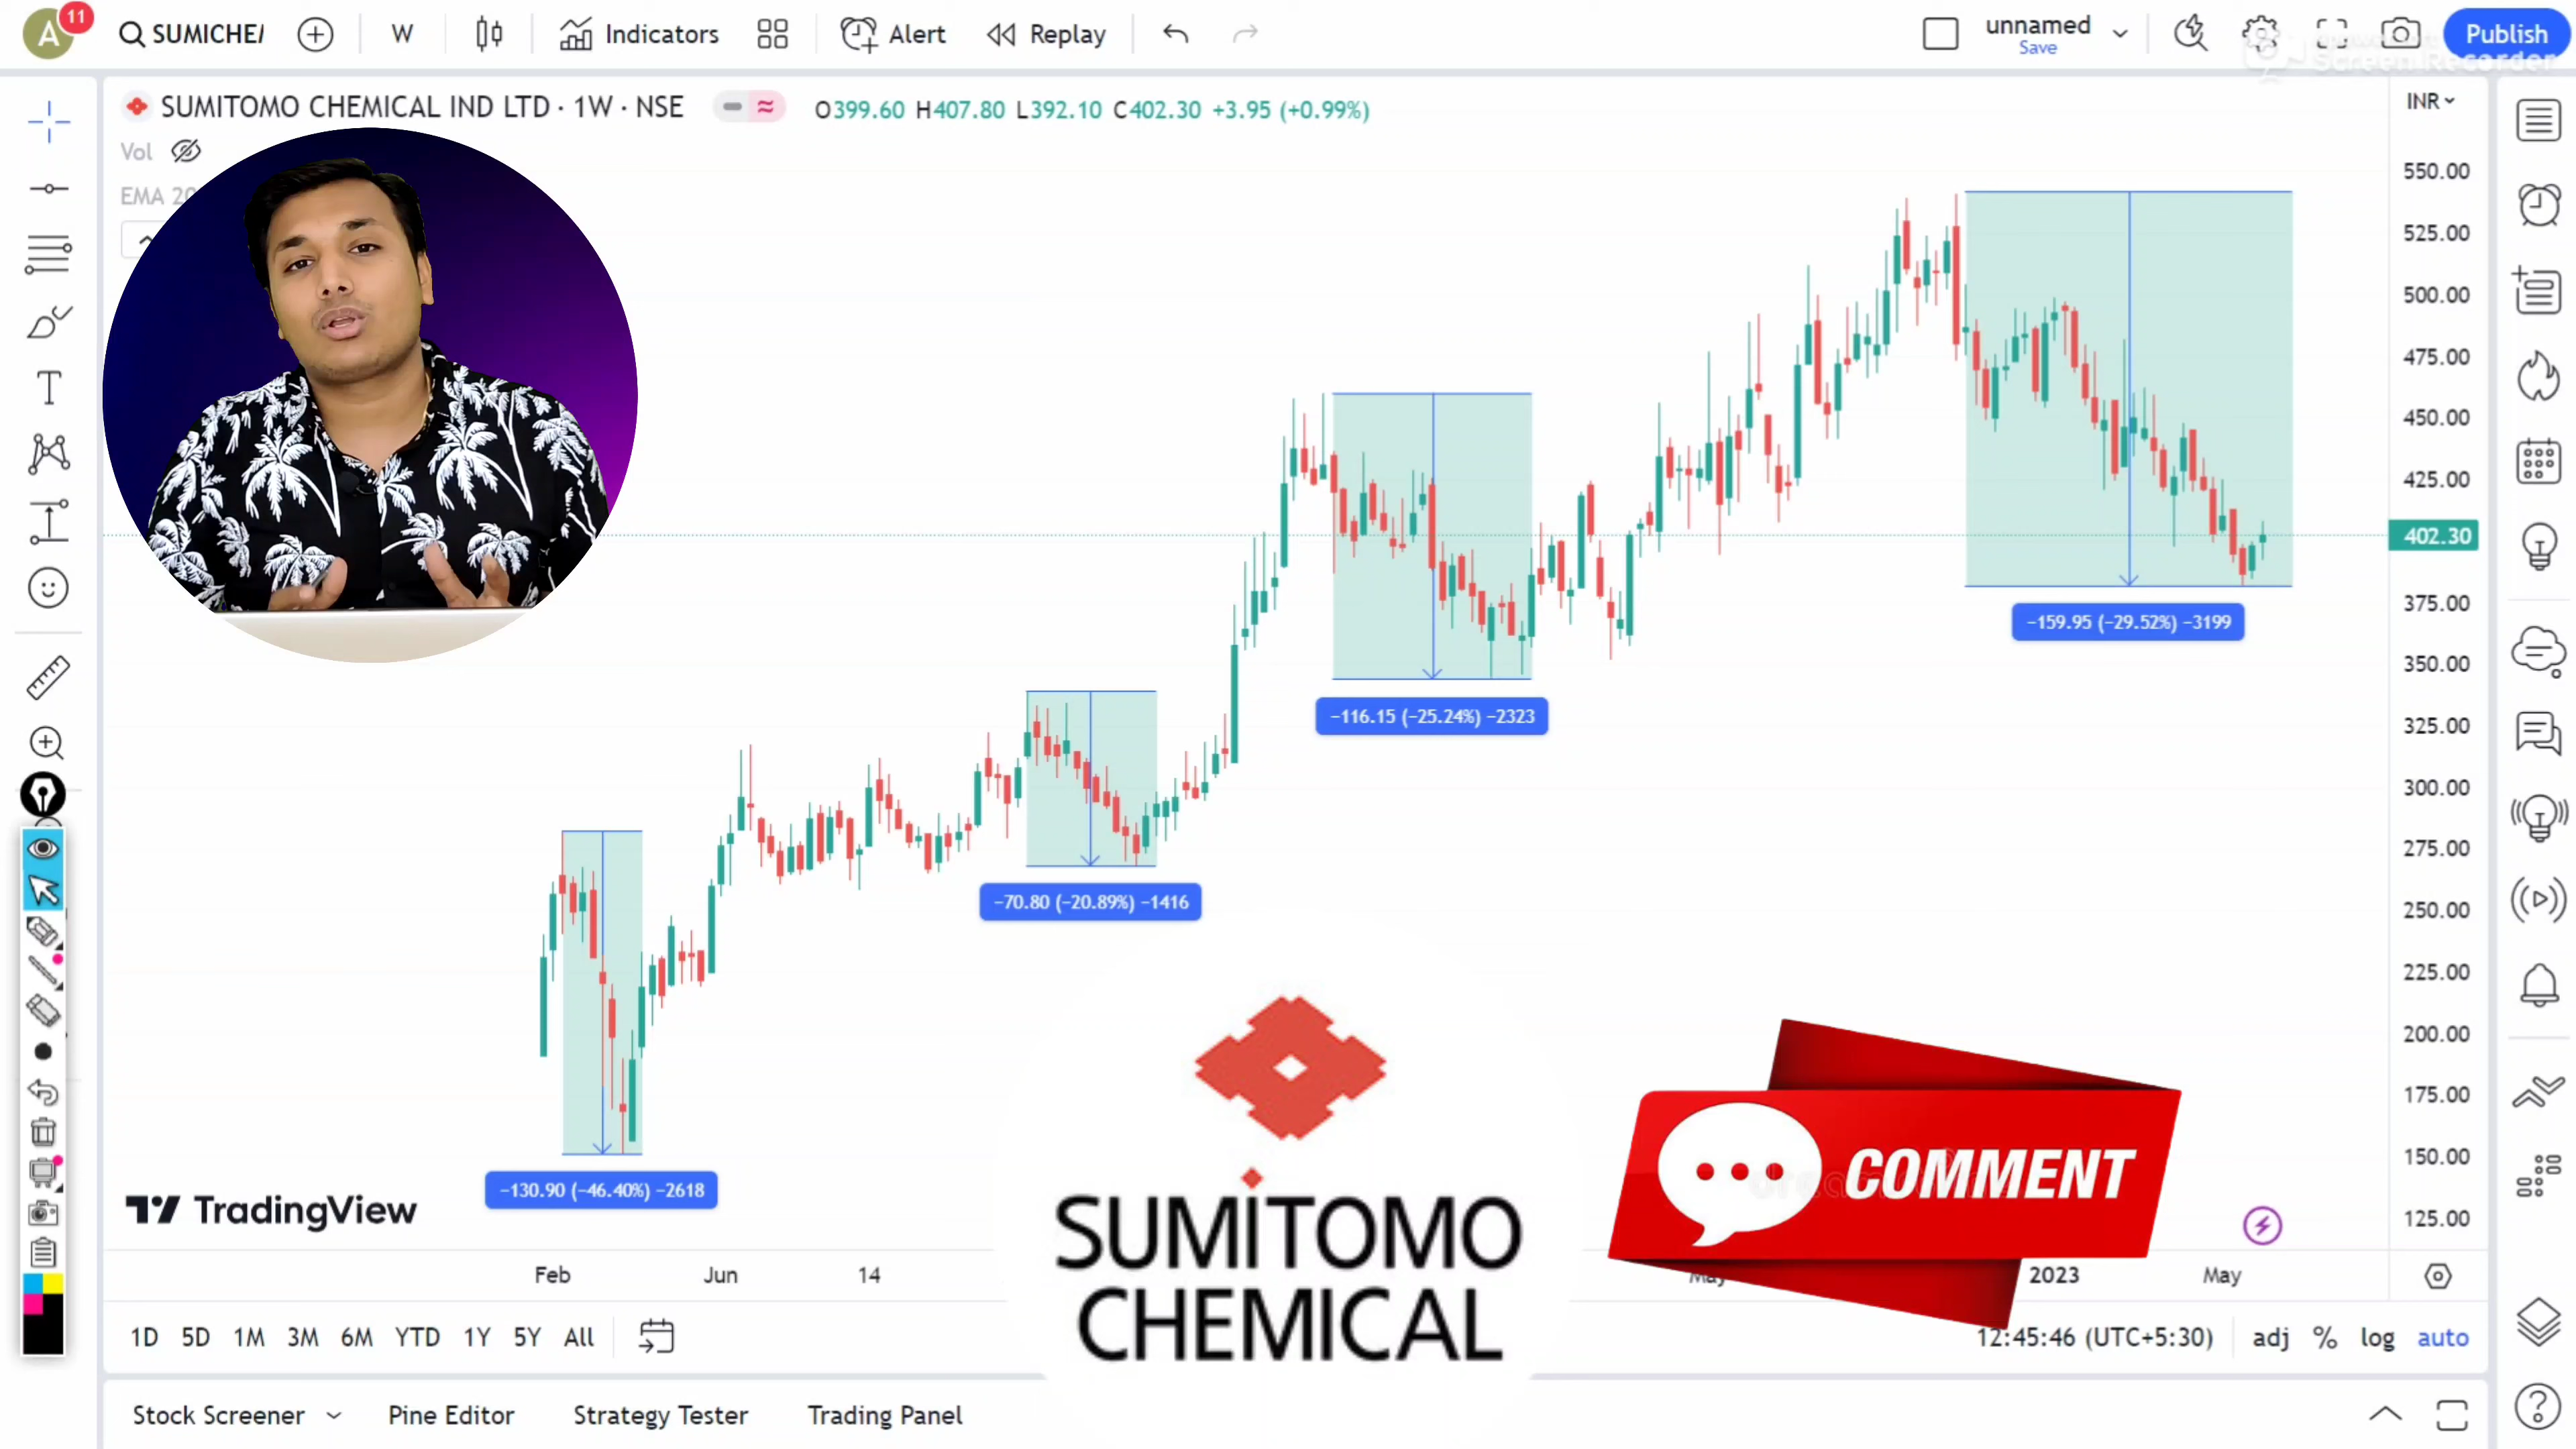 A
11
SUMICHE
W
Indicators
Alert
Replay
unnamed
Save
Publish
Screen Recorder
SUMITOMO CHEMICAL IND LTD · 1W · NSE
O399.60 H407.80 L392.10 C402.30 +3.95 (+0.99%)
INR
Vol
EMA 20
550.00
525.00
500.00
475.00
450.00
425.00
402.30
375.00
350.00
325.00
300.00
275.00
250.00
225.00
200.00
175.00
150.00
125.00
−159.95 (−29.52%) −3199
−116.15 (−25.24%) −2323
−70.80 (−20.89%) −1416
−130.90 (−46.40%) −2618
TradingView
SUMITOMO
CHEMICAL
COMMENT
Feb
Jun
14
May
2023
May
1D 5D 1M 3M 6M YTD 1Y 5Y All
12:45:46 (UTC+5:30)
adj % log auto
Stock Screener
Pine Editor
Strategy Tester
Trading Panel